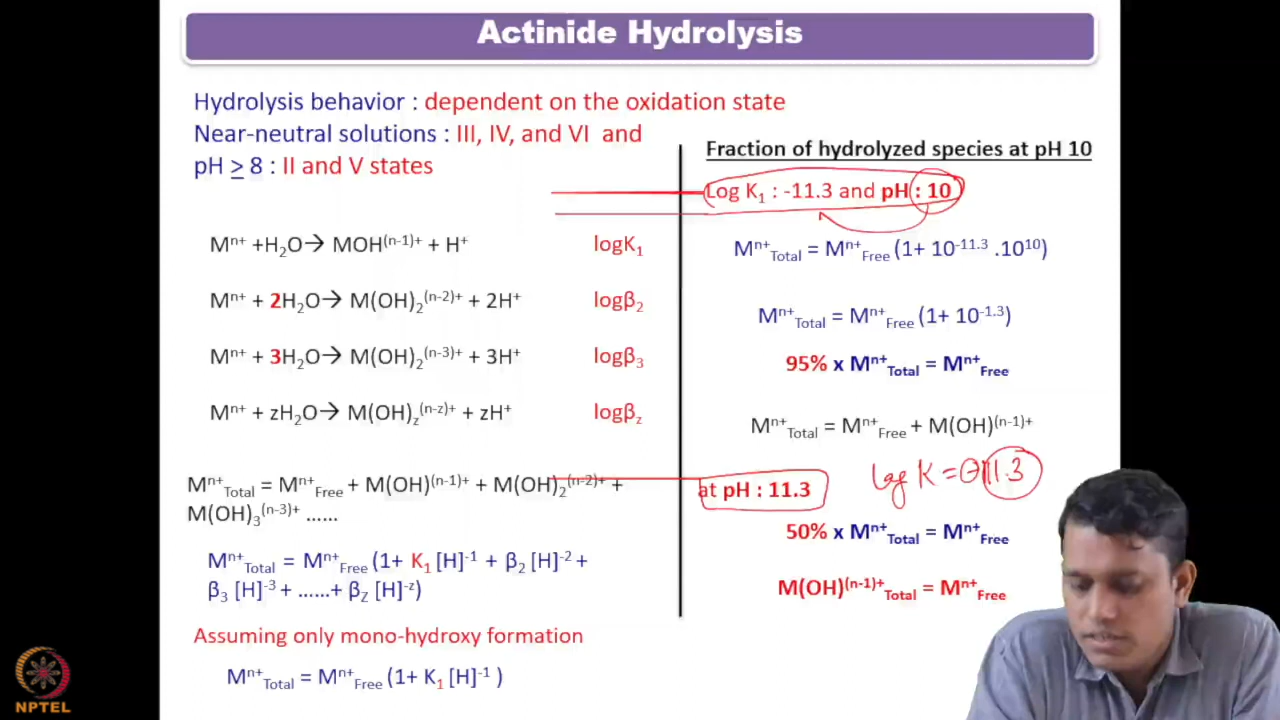 Actinide Hydrolysis
Hydrolysis behavior : dependent on the oxidation state
Near-neutral solutions : III, IV, and VI and
pH ≥ 8 : II and V states
Mⁿ⁺ +H₂O→ MOH⁽ⁿ⁻¹⁾⁺ + H⁺ logK₁
Mⁿ⁺ + 2H₂O→ M(OH)₂⁽ⁿ⁻²⁾⁺ + 2H⁺ logβ₂
Mⁿ⁺ + 3H₂O→ M(OH)₂⁽ⁿ⁻³⁾⁺ + 3H⁺ logβ₃
Mⁿ⁺ + zH₂O→ M(OH)z⁽ⁿ⁻ᶻ⁾⁺ + zH⁺ logβz
Mⁿ⁺Total = Mⁿ⁺Free + M(OH)⁽ⁿ⁻¹⁾⁺ + M(OH)₂⁽ⁿ⁻²⁾⁺ +
M(OH)₃⁽ⁿ⁻³⁾⁺ ......
Mⁿ⁺Total = Mⁿ⁺Free (1+ K₁ [H]⁻¹ + β₂ [H]⁻² +
β₃ [H]⁻³ + ......+ βZ [H]⁻ᶻ)
Assuming only mono-hydroxy formation
Mⁿ⁺Total = Mⁿ⁺Free (1+ K₁ [H]⁻¹ )
Fraction of hydrolyzed species at pH 10
Log K₁ : -11.3 and pH : 10
Mⁿ⁺Total = Mⁿ⁺Free (1+ 10⁻¹¹·³ .10¹⁰)
Mⁿ⁺Total = Mⁿ⁺Free (1+ 10⁻¹·³)
95% x Mⁿ⁺Total = Mⁿ⁺Free
Mⁿ⁺Total = Mⁿ⁺Free + M(OH)⁽ⁿ⁻¹⁾⁺
log K = -11.3
at pH : 11.3
50% x Mⁿ⁺Total = Mⁿ⁺Free
M(OH)⁽ⁿ⁻¹⁾⁺Total = Mⁿ⁺Free
NPTEL